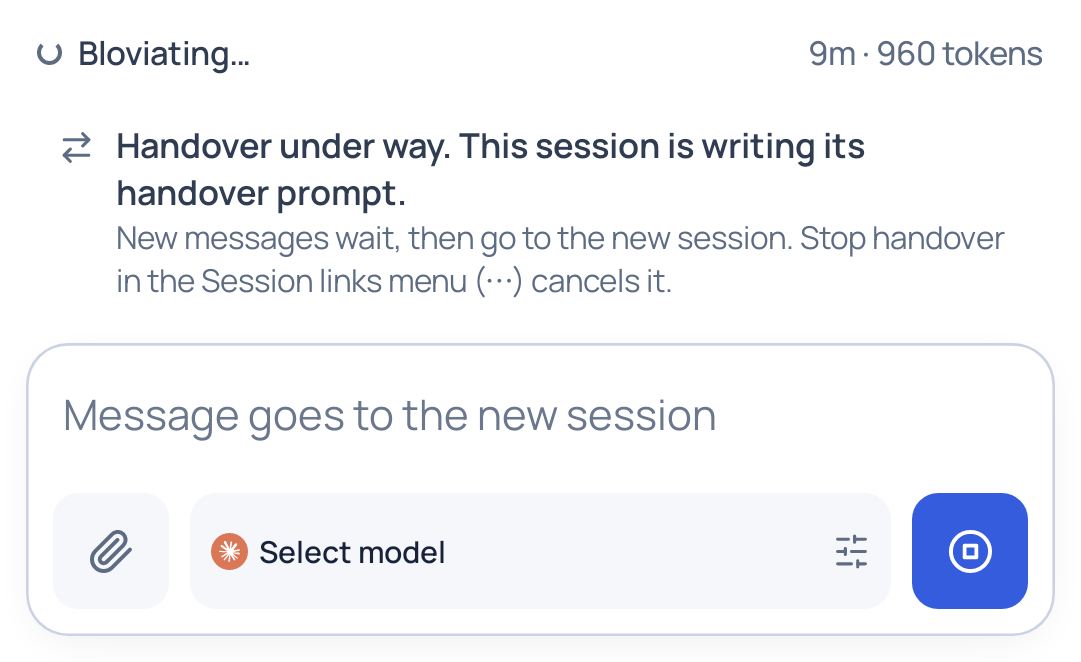 Bloviating...
9m · 960 tokens
Handover under way. This session is writing its
handover prompt.
New messages wait, then go to the new session. Stop handover
in the Session links menu (···) cancels it.
Message goes to the new session
Select model